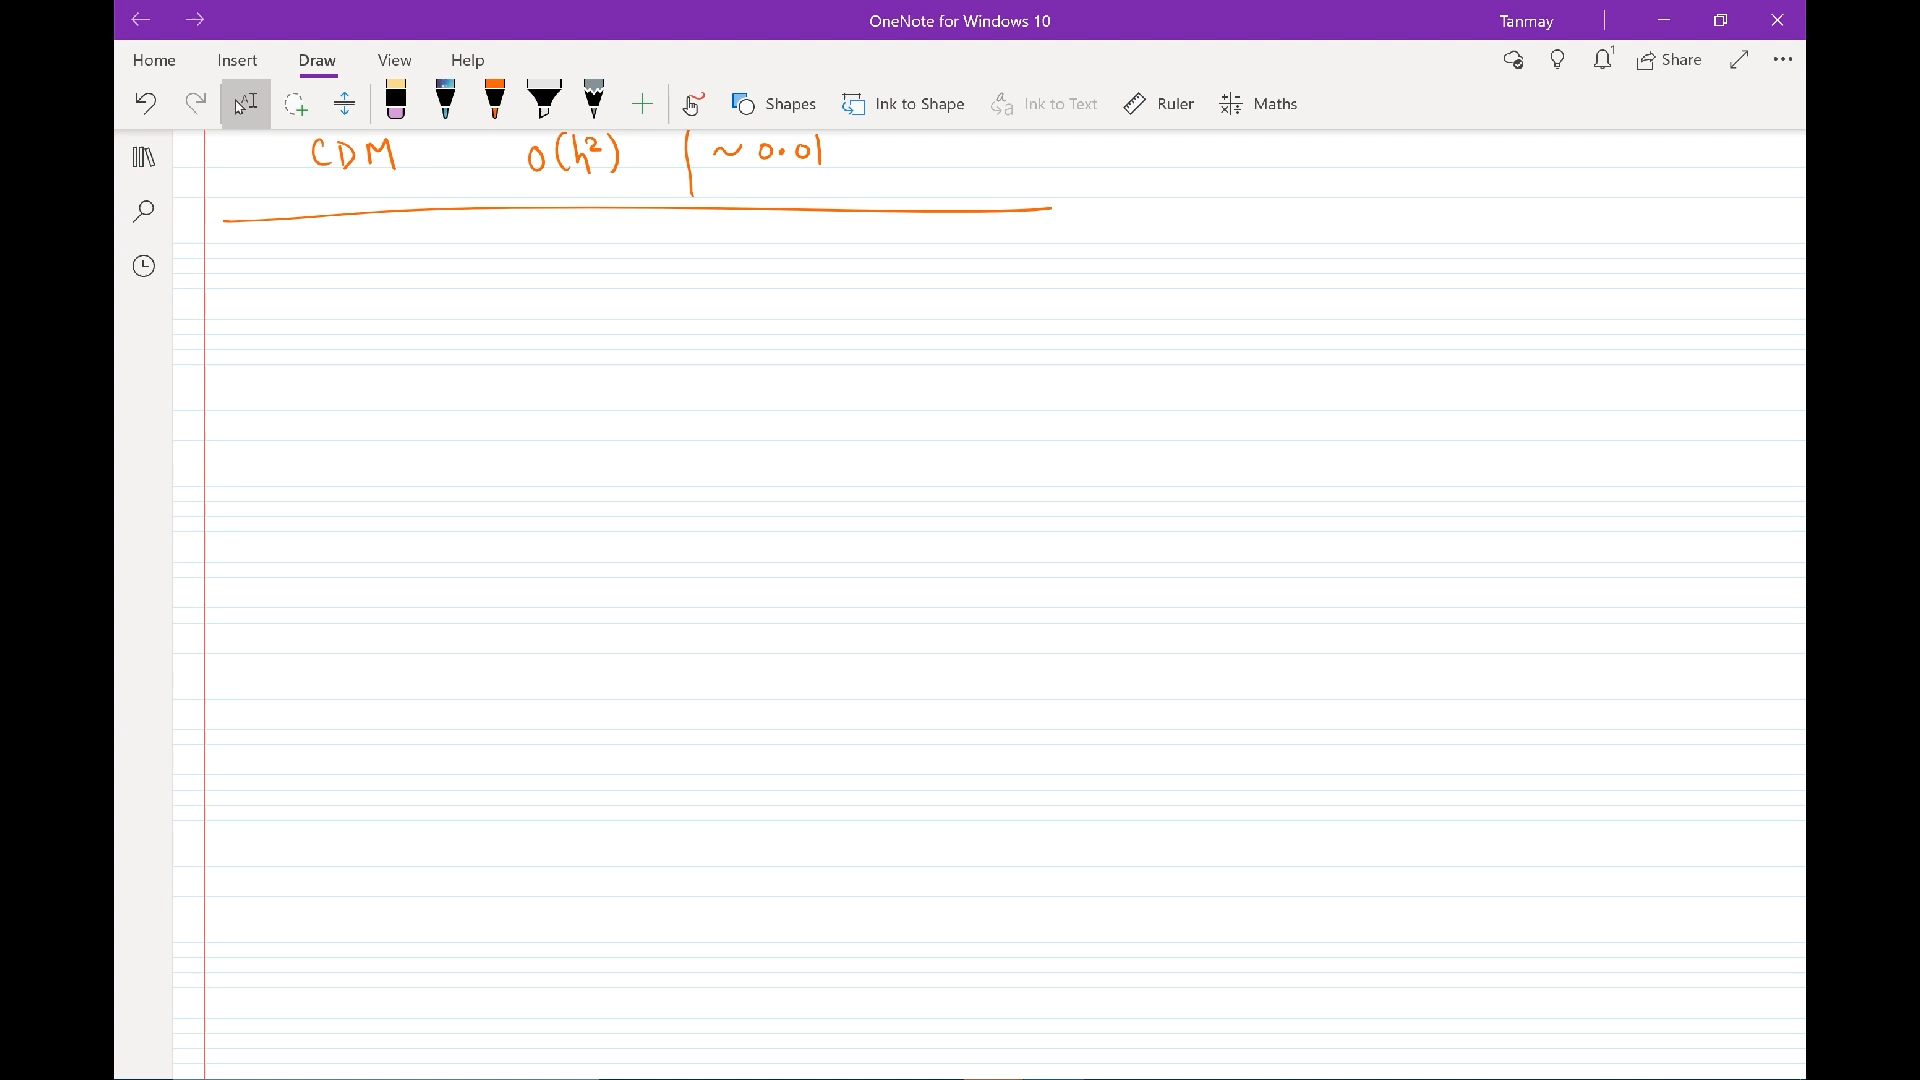 OneNote for Windows 10
Tanmay
Home Insert Draw View Help
1
Share
Shapes Ink to Shape Ink to Text Ruler Maths
CDM O(h²) | ~ 0.01